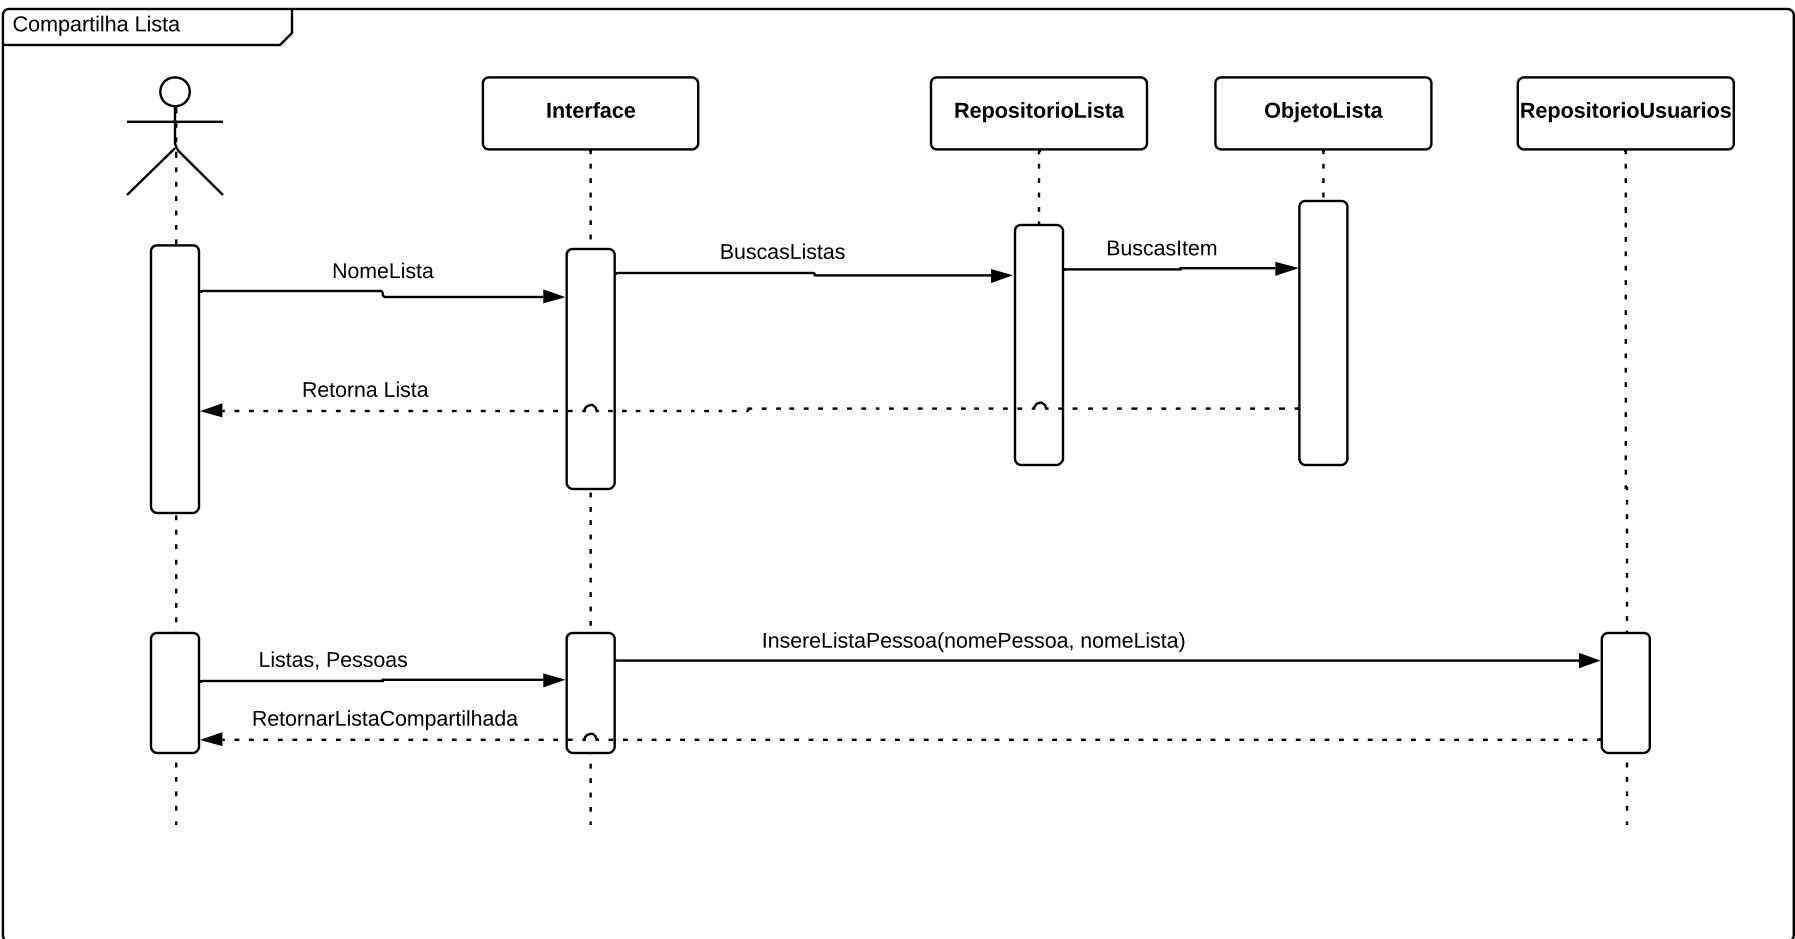 Compartilha Lista
Interface
RepositorioLista
ObjetoLista
RepositorioUsuarios
NomeLista
BuscasListas
BuscasItem
Retorna Lista
Listas, Pessoas
InsereListaPessoa(nomePessoa, nomeLista)
RetornarListaCompartilhada